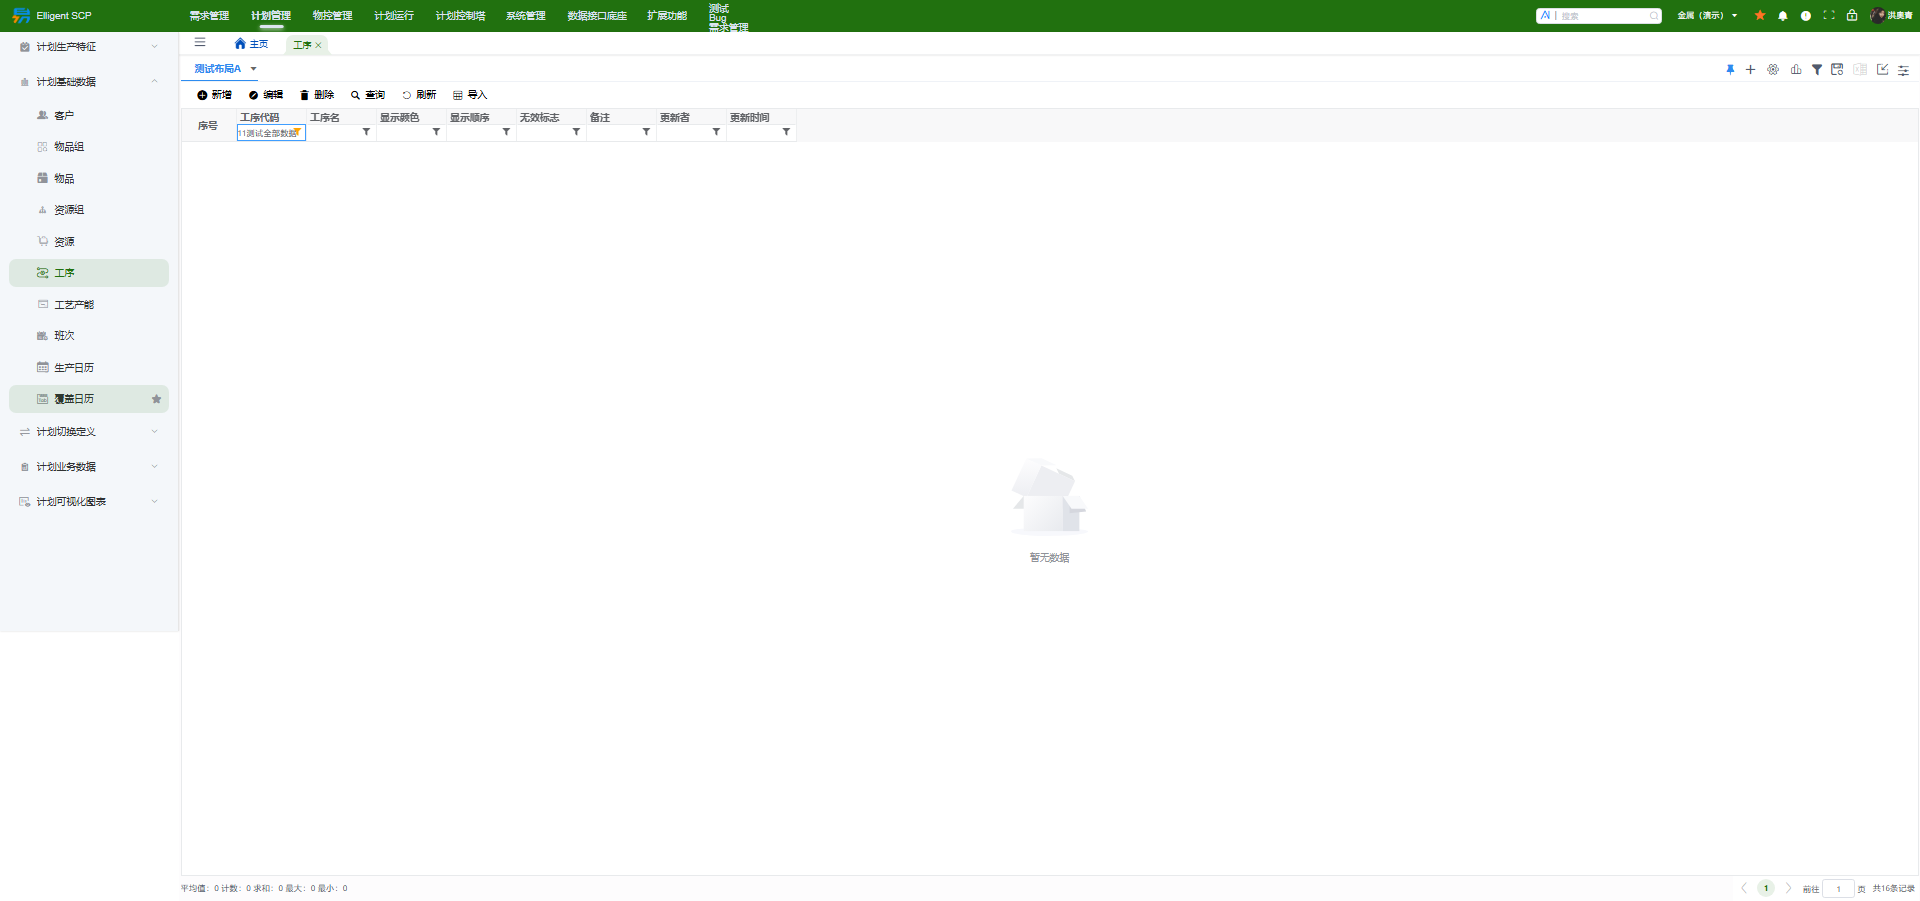 Elligent SCP
需求管理 计划管理 物控管理 计划运行 计划控制塔 系统管理 数据接口底座 扩展功能 测试
Bug
需求管理
AI | 搜索
金属（演示）
洪奥青
计划生产特征
计划基础数据
客户
物品组
物品
资源组
资源
工序
工艺产能
班次
生产日历
覆盖日历
计划切换定义
计划业务数据
计划可视化图表
主页 工序
测试布局A
新增 编辑 删除 查询 刷新 导入
序号 工序代码 工序名 显示颜色 显示顺序 无效标志 备注 更新者 更新时间
11测试全部数据
暂无数据
平均值: 0 计数: 0 求和: 0 最大: 0 最小: 0
1 前往 1 页 共16条记录